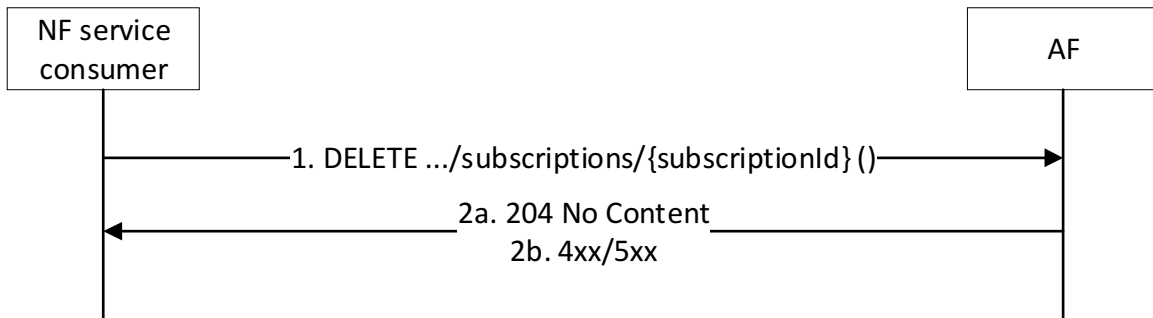 NF service
consumer
AF
1. DELETE .../subscriptions/{subscriptionId} ()
2a. 204 No Content
2b. 4xx/5xx